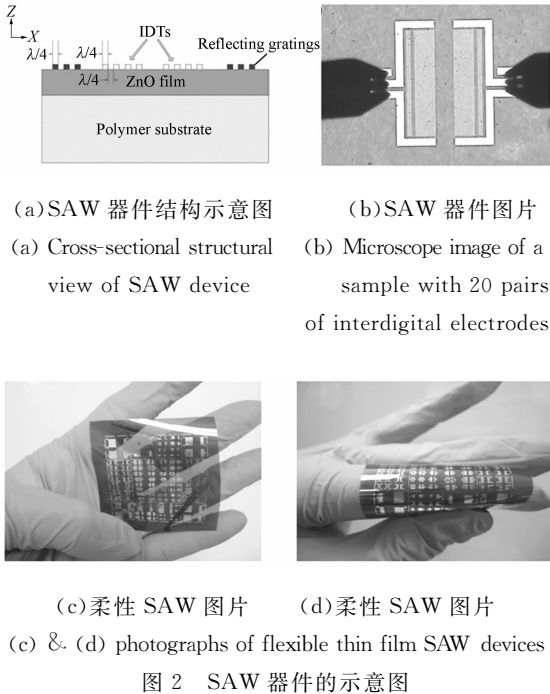 Z
X
λ/4
λ/4
IDTs
Reflecting gratings
λ/4
ZnO film
Polymer substrate
(a)SAW 器件结构示意图
(b)SAW 器件图片
(a) Cross-sectional structural
view of SAW device
(b) Microscope image of a
sample with 20 pairs
of interdigital electrodes
(c)柔性 SAW 图片
(d)柔性 SAW 图片
(c) & (d) photographs of flexible thin film SAW devices
图 2 SAW 器件的示意图